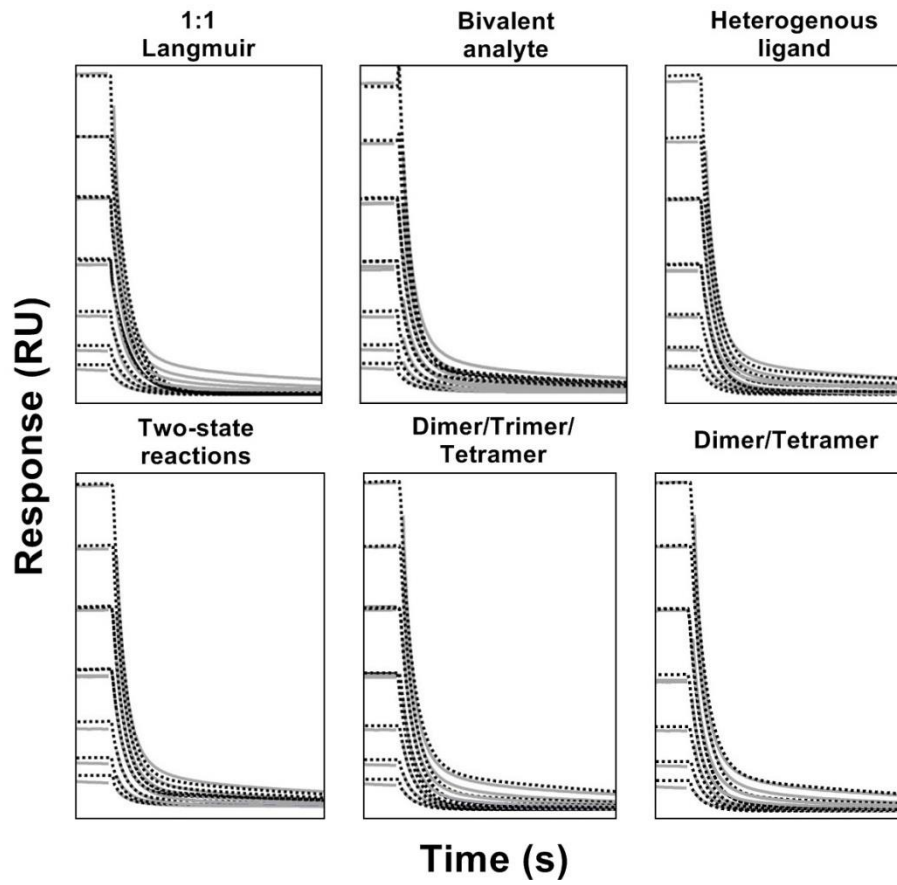 1:1
Langmuir
Bivalent
analyte
Heterogenous
ligand
Two-state
reactions
Dimer/Trimer/
Tetramer
Dimer/Tetramer
Response (RU)
Time (s)